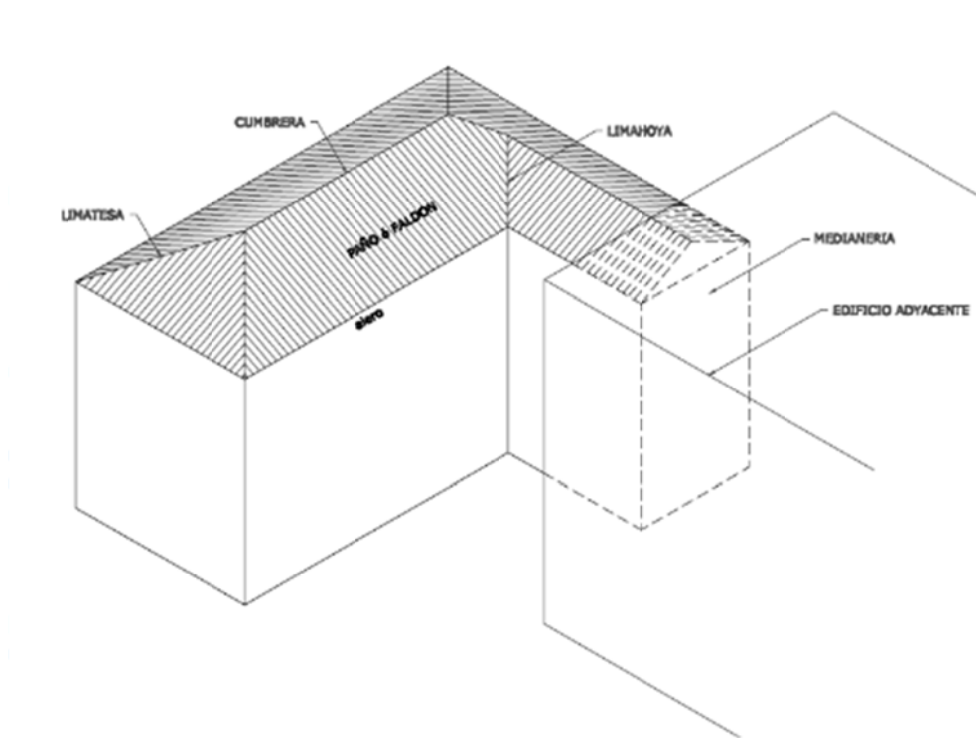 CUMBRERA
LIMAHOYA
LIMATESA
PAÑO ó FALDON
MEDIANERIA
alero
EDIFICIO ADYACENTE